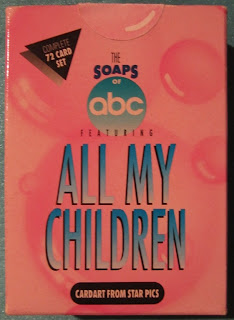 COMPLETE
72 CARD
SET
THE
SOAPS
OF
abc
FEATURING
ALL MY
CHILDREN
CARDART FROM STAR PICS